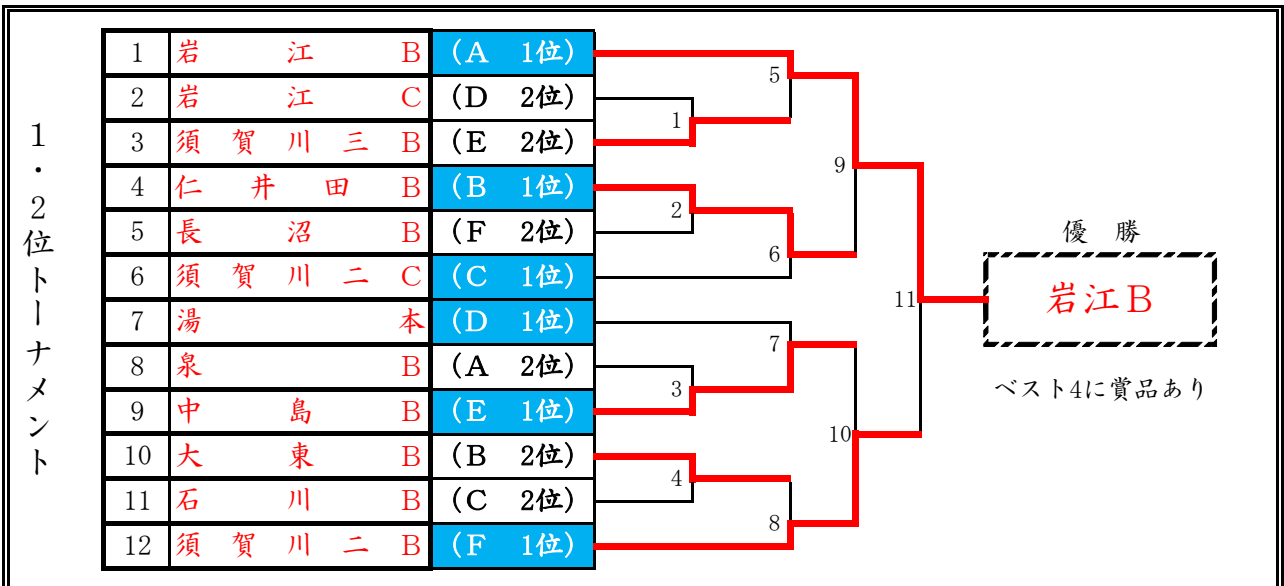 1・2位トーナメント
1 岩江B (A 1位)
2 岩江C (D 2位)
3 須賀川三B (E 2位)
4 仁井田B (B 1位)
5 長沼B (F 2位)
6 須賀川二C (C 1位)
7 湯本 (D 1位)
8 泉B (A 2位)
9 中島B (E 1位)
10 大東B (B 2位)
11 石川B (C 2位)
12 須賀川二B (F 1位)
1
2
3
4
5
6
7
8
9
10
11
優勝
岩江B
ベスト4に賞品あり